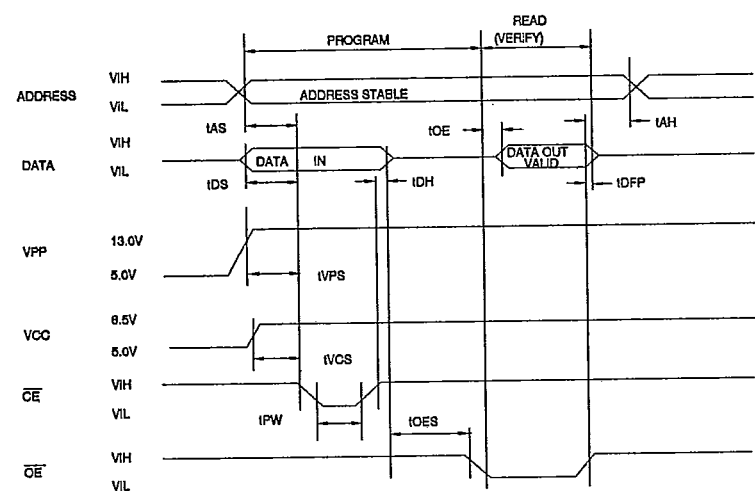 READ
PROGRAM (VERIFY)
ADDRESS VIH
VIL ADDRESS STABLE
tAS tOE tAH
DATA VIH
VIL DATA IN DATA OUT
VALID
tDS tDH tDFP
VPP 13.0V
5.0V tVPS
VCC 6.5V
5.0V tVCS
CE VIH
VIL
tPW tOES
OE VIH
VIL